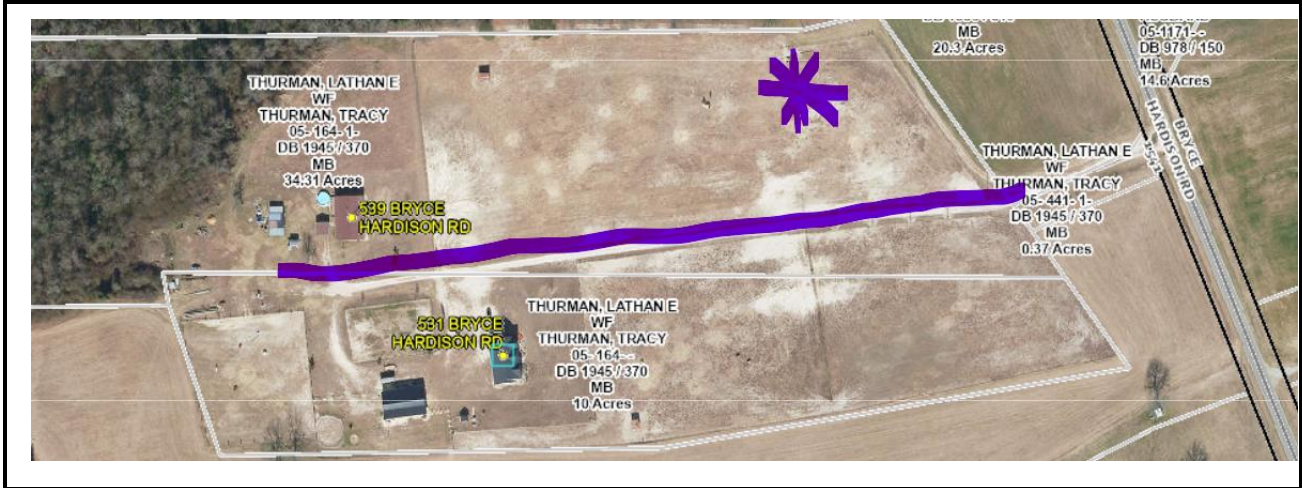 MB
20.3 Acres
05-1171- -
DB 978 / 150
MB
14.6 Acres
THURMAN, LATHAN E
WF
THURMAN, TRACY
05- 164- 1-
DB 1945 / 370
MB
34.31 Acres
BRYCE
HARDISON RD
THURMAN, LATHAN E
WF
THURMAN, TRACY
05- 441- 1-
DB 1945 / 370
MB
0.37 Acres
539 BRYCE
HARDISON RD
THURMAN, LATHAN E
WF
THURMAN, TRACY
05- 164- -
DB 1945 / 370
MB
10 Acres
531 BRYCE
HARDISON RD